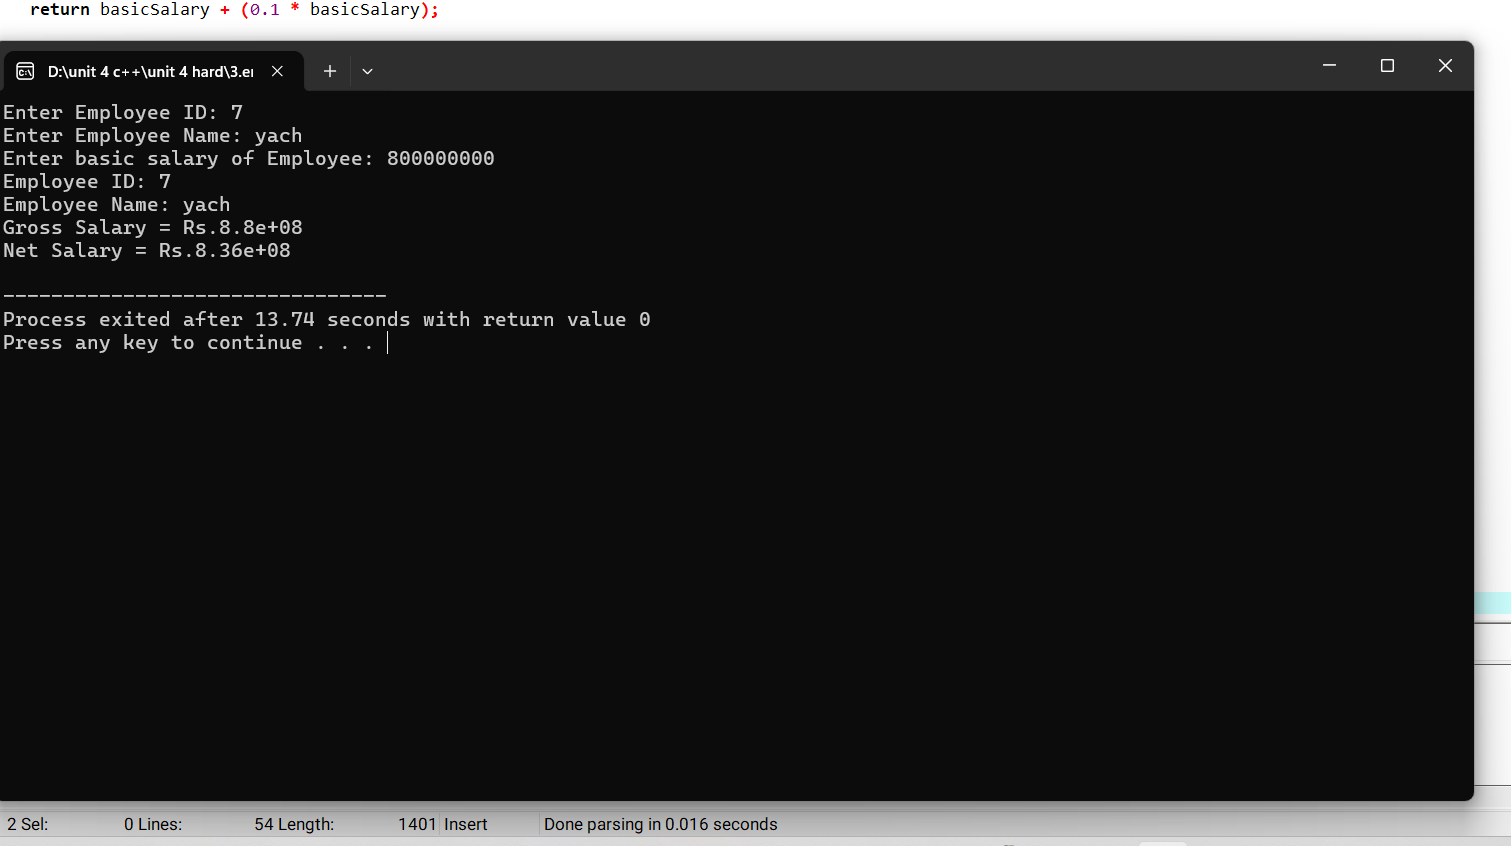 return basicSalary + (0.1 * basicSalary);
D:\unit 4 c++\unit 4 hard\3.e
Enter Employee ID: 7
Enter Employee Name: yach
Enter basic salary of Employee: 800000000
Employee ID: 7
Employee Name: yach
Gross Salary = Rs.8.8e+08
Net Salary = Rs.8.36e+08
--------------------------------
Process exited after 13.74 seconds with return value 0
Press any key to continue . . .
2 Sel: 0 Lines: 54 Length: 1401 Insert Done parsing in 0.016 seconds